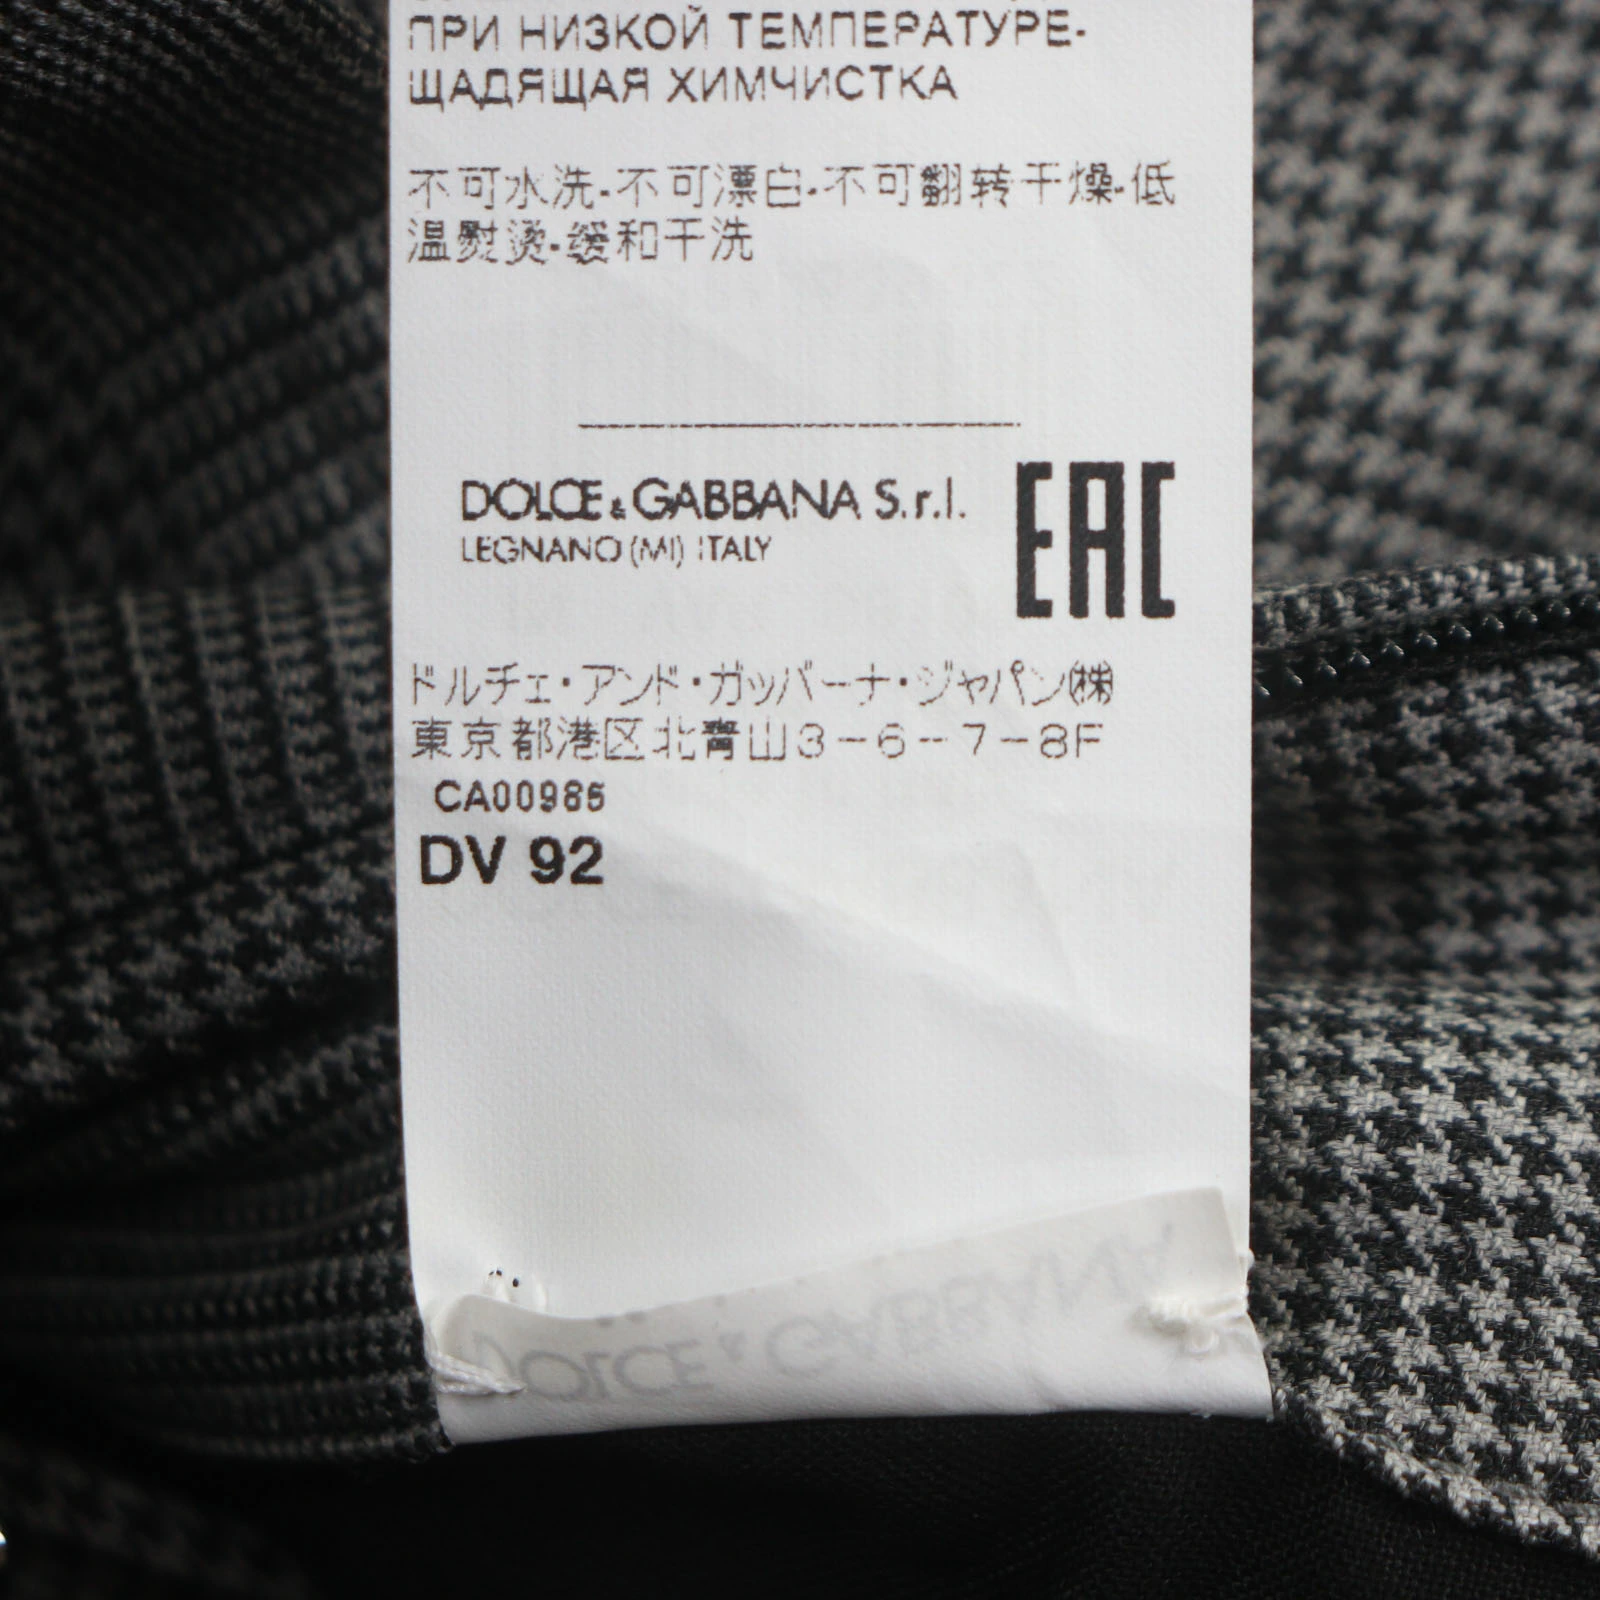 ПРИ НИЗКОЙ ТЕМПЕРАТУРЕ-
ЩАДЯЩАЯ ХИМЧИСТКА
不可水洗-不可漂白-不可翻转干燥-低
温熨烫-缓和干洗
DOLCE & GABBANA S.r.l.
LEGNANO (MI) ITALY
EAC
ドルチェ・アンド・ガッバーナ・ジャパン㈱
東京都港区北青山3-6-7-8F
CA00985
DV 92
DOLCE & GABBANA